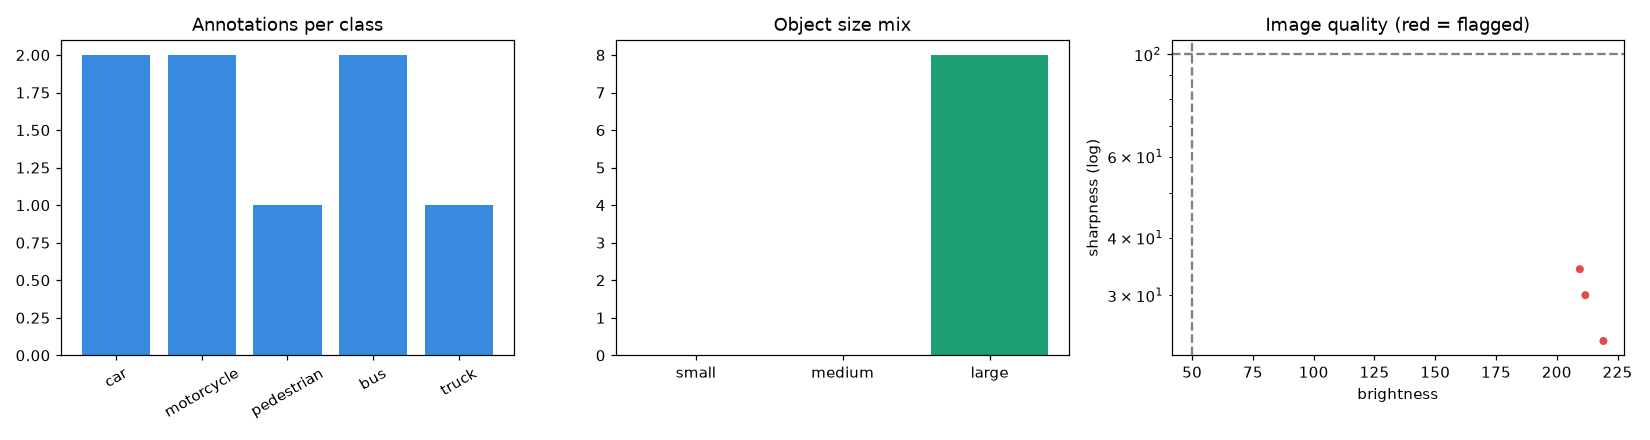 Annotations per class
2.00
1.75
1.50
1.25
1.00
0.75
0.50
0.25
0.00
car
motorcycle
pedestrian
bus
truck
Object size mix
8
7
6
5
4
3
2
1
0
small
medium
large
Image quality (red = flagged)
sharpness (log)
10²
6 × 10¹
4 × 10¹
3 × 10¹
50
75
100
125
150
175
200
225
brightness